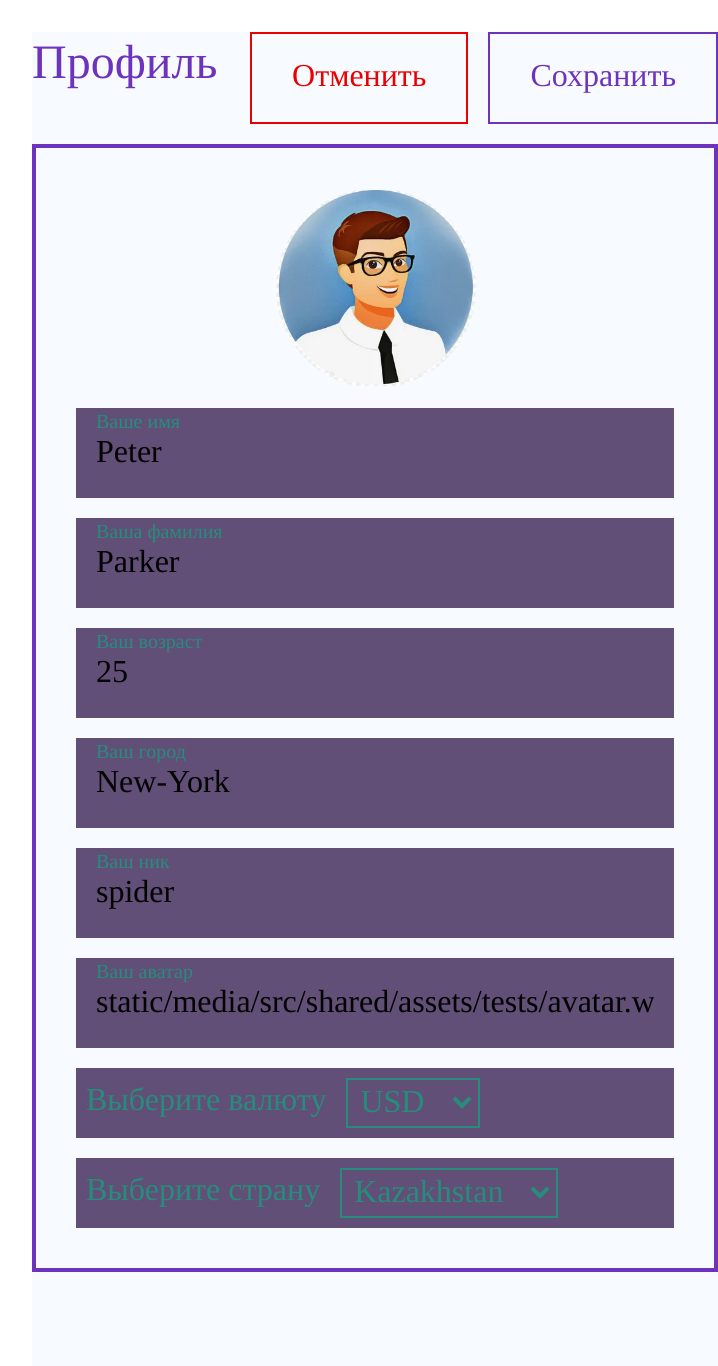 Профиль
Отменить
Сохранить
Ваше имя
Peter
Ваша фамилия
Parker
Ваш возраст
25
Ваш город
New-York
Ваш ник
spider
Ваш аватар
static/media/src/shared/assets/tests/avatar.w
Выберите валюту USD
Выберите страну Kazakhstan